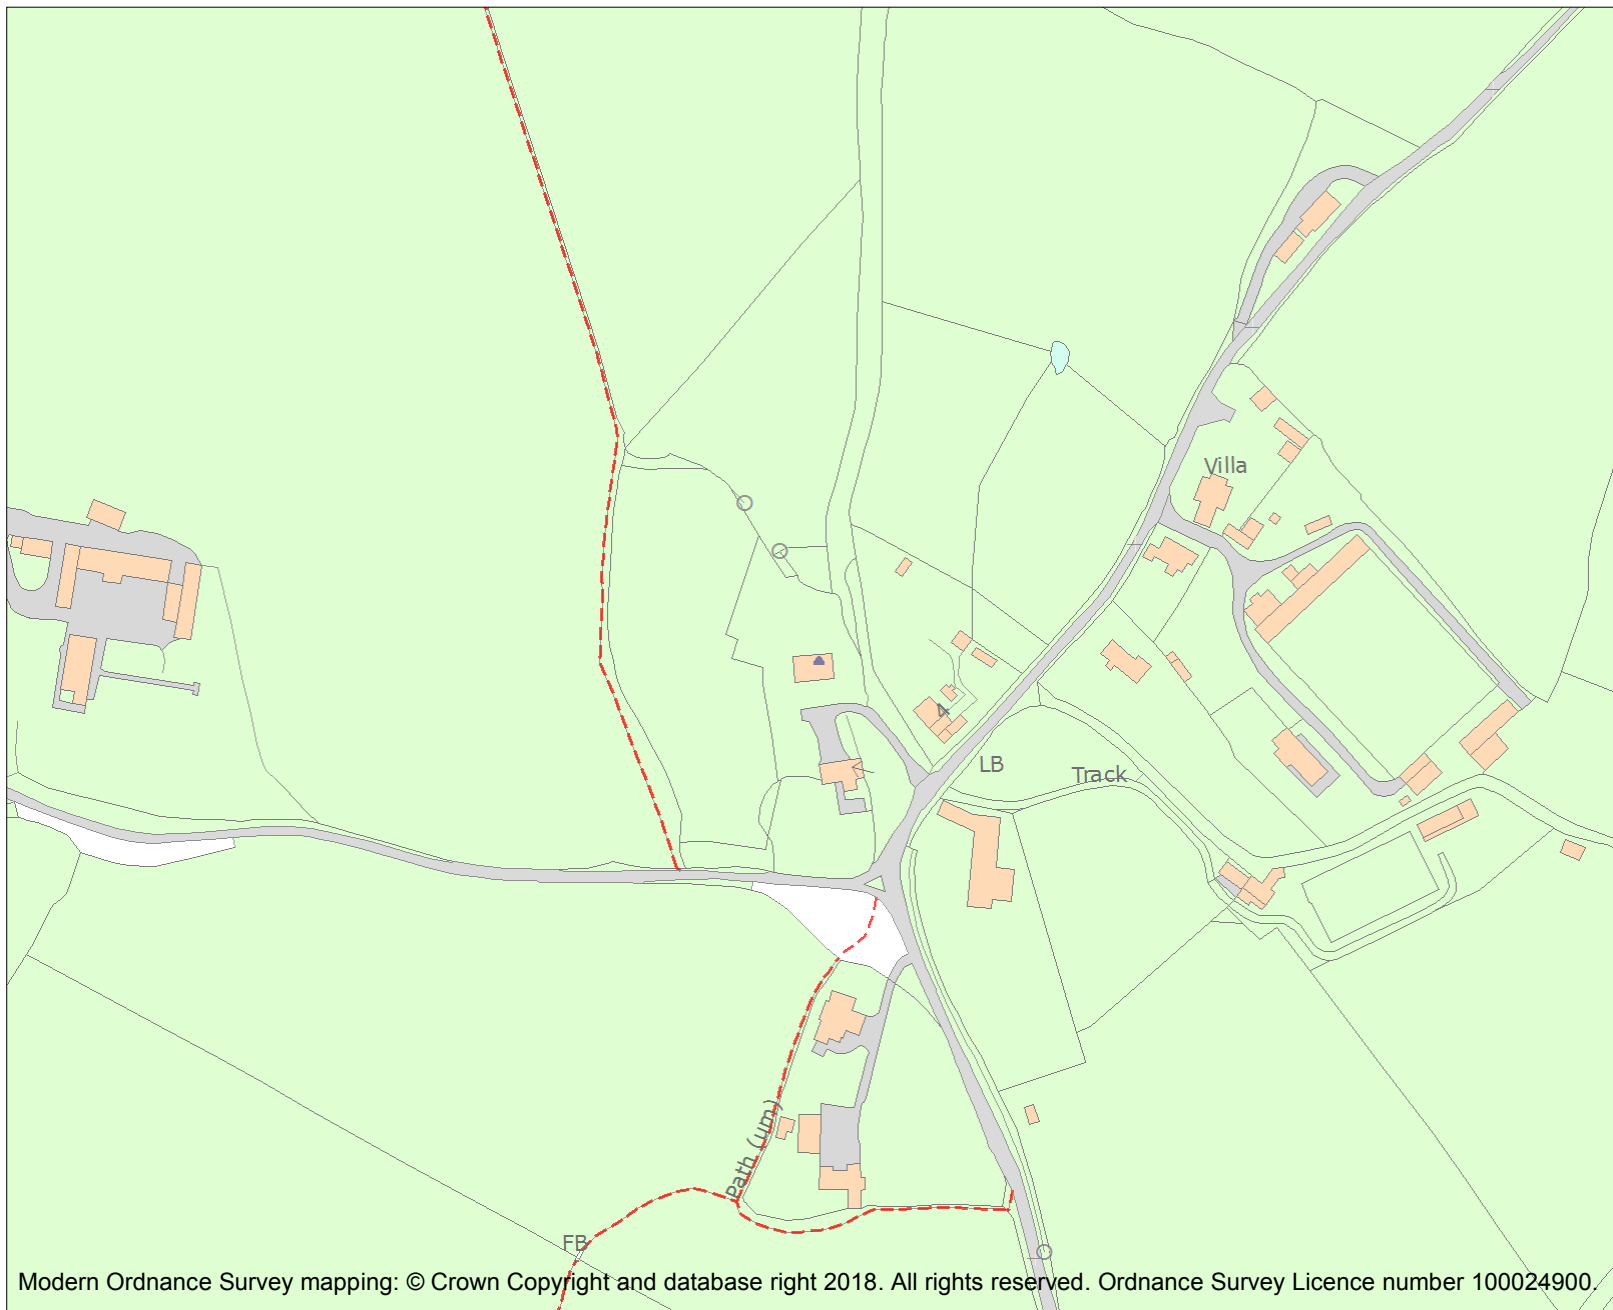 Villa
4
LB
Track
Path (um)
FB
Modern Ordnance Survey mapping: © Crown Copyright and database right 2018. All rights reserved. Ordnance Survey Licence number 100024900.